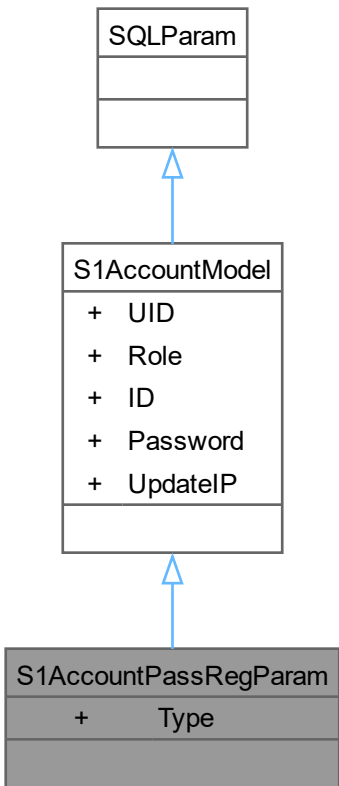 SQLParam
S1AccountModel
+ UID
+ Role
+ ID
+ Password
+ UpdateIP
S1AccountPassRegParam
+ Type